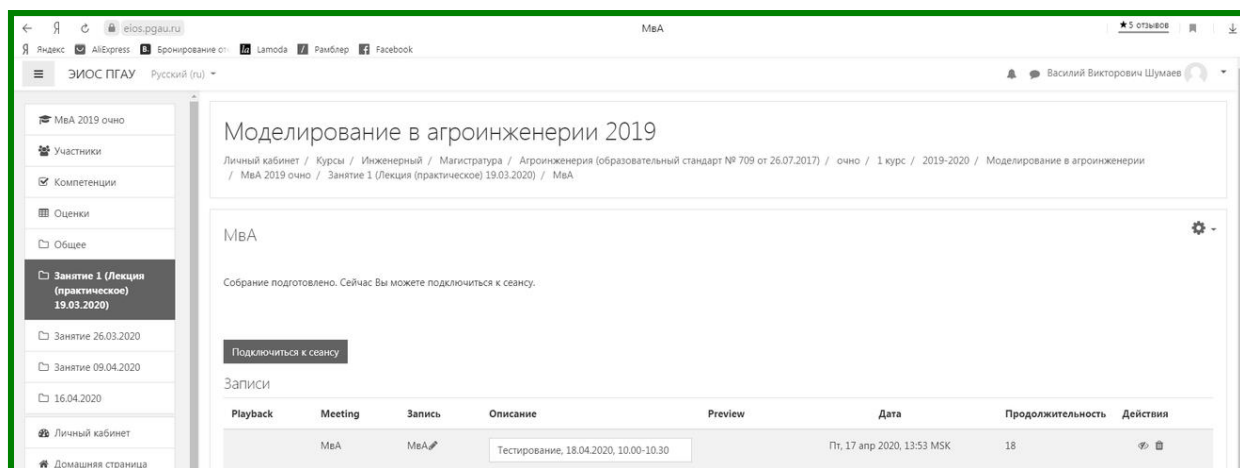 eios.pgau.ru
МвА
★5 отзывов
Яндекс AliExpress Бронирование от Lamoda Рамблер Facebook
ЭИОС ПГАУ Русский (ru)
Василий Викторович Шумаев
МвА 2019 очно
Участники
Компетенции
Оценки
Общее
Занятие 1 (Лекция
(практическое)
19.03.2020)
Занятие 26.03.2020
Занятие 09.04.2020
16.04.2020
Личный кабинет
Домашняя страница
Моделирование в агроинженерии 2019
Личный кабинет / Курсы / Инженерный / Магистратура / Агроинженерия (образовательный стандарт № 709 от 26.07.2017) / очно / 1 курс / 2019-2020 / Моделирование в агроинженерии
/ МвА 2019 очно / Занятие 1 (Лекция (практическое) 19.03.2020) / МвА
МвА
Собрание подготовлено. Сейчас Вы можете подключиться к сеансу.
Подключиться к сеансу
Записи
Playback Meeting Запись Описание Preview Дата Продолжительность Действия
МвА МвА Тестирование, 18.04.2020, 10.00-10.30 Пт, 17 апр 2020, 13:53 MSK 18